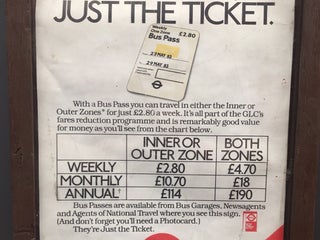 JUST THE TICKET.
Weekly
One Zone £2.80
Bus Pass
23 MAY 82
29 MAY 82
With a Bus Pass you can travel in either the Inner or
Outer Zones* for just £2.80 a week. It's all part of the GLC's
fares reduction programme and is remarkably good value
for money as you'll see from the chart below.
INNER OR OUTER ZONE BOTH ZONES
WEEKLY £2.80 £4.70
MONTHLY £10.70 £18
ANNUAL† £114 £190
Bus Passes are available from Bus Garages, Newsagents
and Agents of National Travel where you see this sign.
(And don't forget you'll need a Photocard.)
They're Just the Ticket.